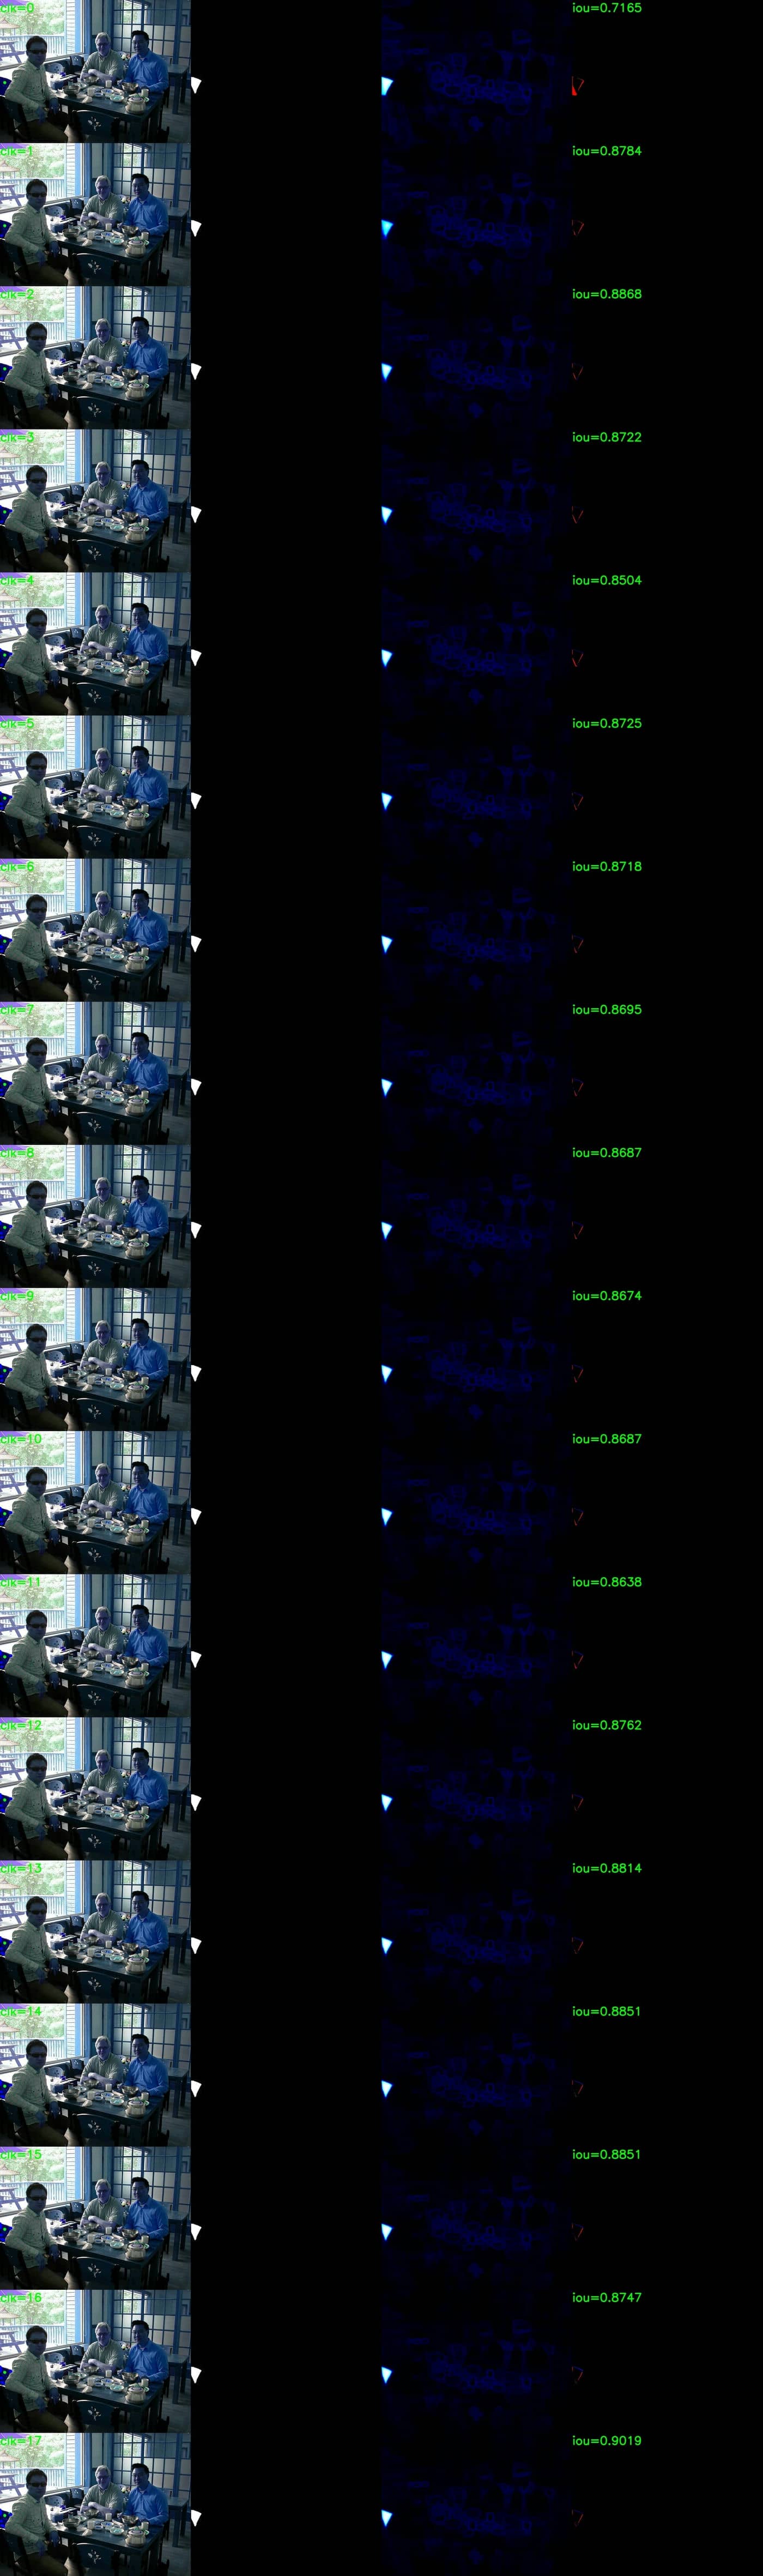 clk=0 iou=0.7165
clk=1 iou=0.8784
clk=2 iou=0.8868
clk=3 iou=0.8722
clk=4 iou=0.8504
clk=5 iou=0.8725
clk=6 iou=0.8718
clk=7 iou=0.8695
clk=8 iou=0.8687
clk=9 iou=0.8674
clk=10 iou=0.8687
clk=11 iou=0.8638
clk=12 iou=0.8762
clk=13 iou=0.8814
clk=14 iou=0.8851
clk=15 iou=0.8851
clk=16 iou=0.8747
clk=17 iou=0.9019